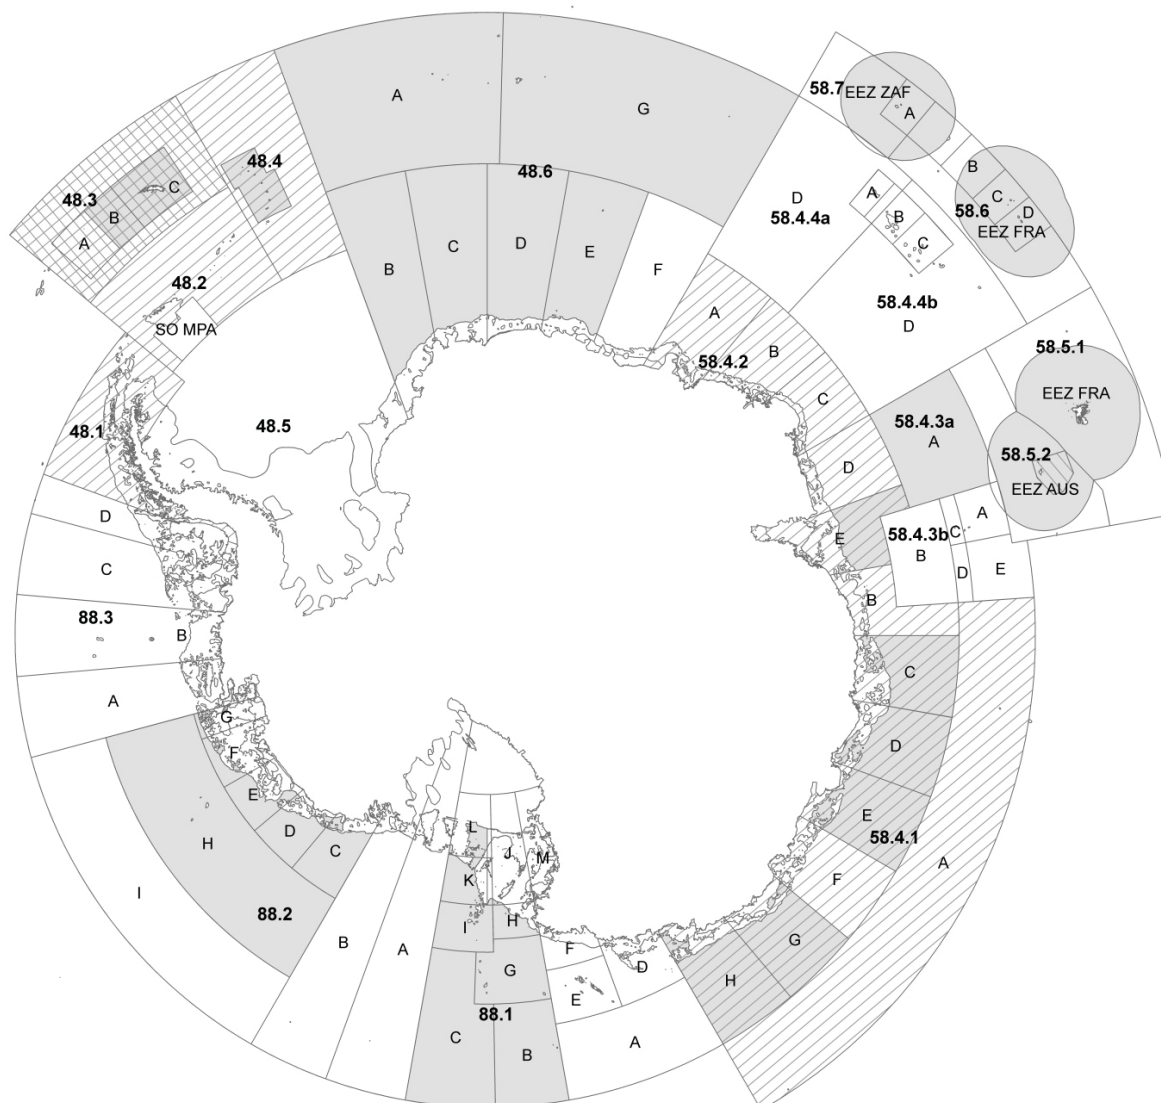 A
G
58.7
EEZ ZAF
A
48.4
48.3
C
B
A
48.6
B
C
D
E
F
D
58.4.4a
A
B
C
B
C
58.6
D
EEZ FRA
48.2
SO MPA
58.4.4b
D
A
58.4.2
B
C
D
58.5.1
EEZ FRA
48.1
48.5
58.4.3a
A
58.5.2
EEZ AUS
D
C
88.3
B
A
E
58.4.3b
B
C
A
D
E
B
C
D
E
58.4.1
A
F
G
H
G
F
E
D
C
H
I
88.2
B
A
L
J
M
K
I
H
G
88.1
C
B
F
D
E
A